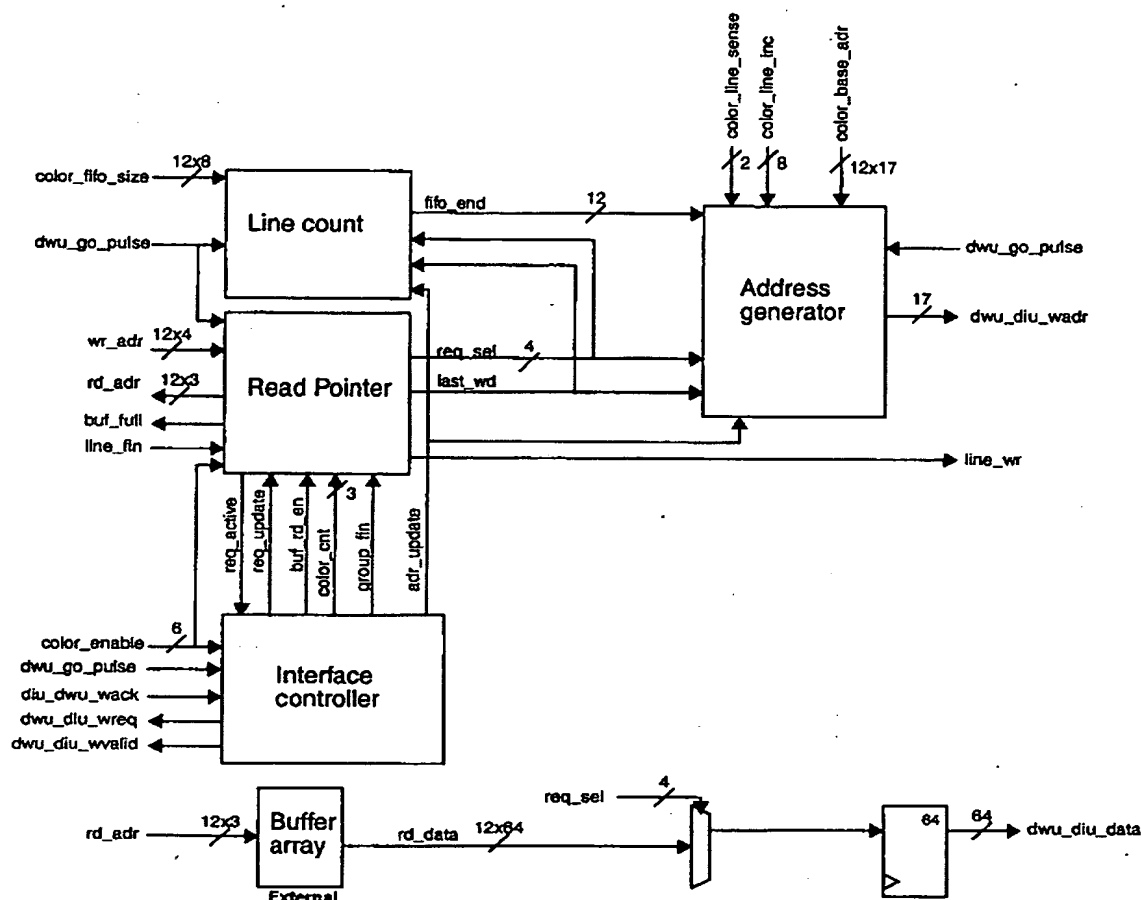 color_line_sense
color_line_inc
color_base_adr
2
8
12x17
color_fifo_size
12x8
Line count
fifo_end
12
dwu_go_pulse
dwu_go_pulse
Address
generator
17
dwu_diu_wadr
wr_adr
12x4
rd_adr
12x3
buf_full
line_fin
Read Pointer
req_sel
4
last_wd
line_wr
req_active
req_update
buf_rd_en
color_cnt
3
group_fin
adr_update
color_enable
6
dwu_go_pulse
diu_dwu_wack
dwu_diu_wreq
dwu_diu_wvalid
Interface
controller
req_sel
4
rd_adr
12x3
Buffer
array
External
rd_data
12x64
64
64
dwu_diu_data